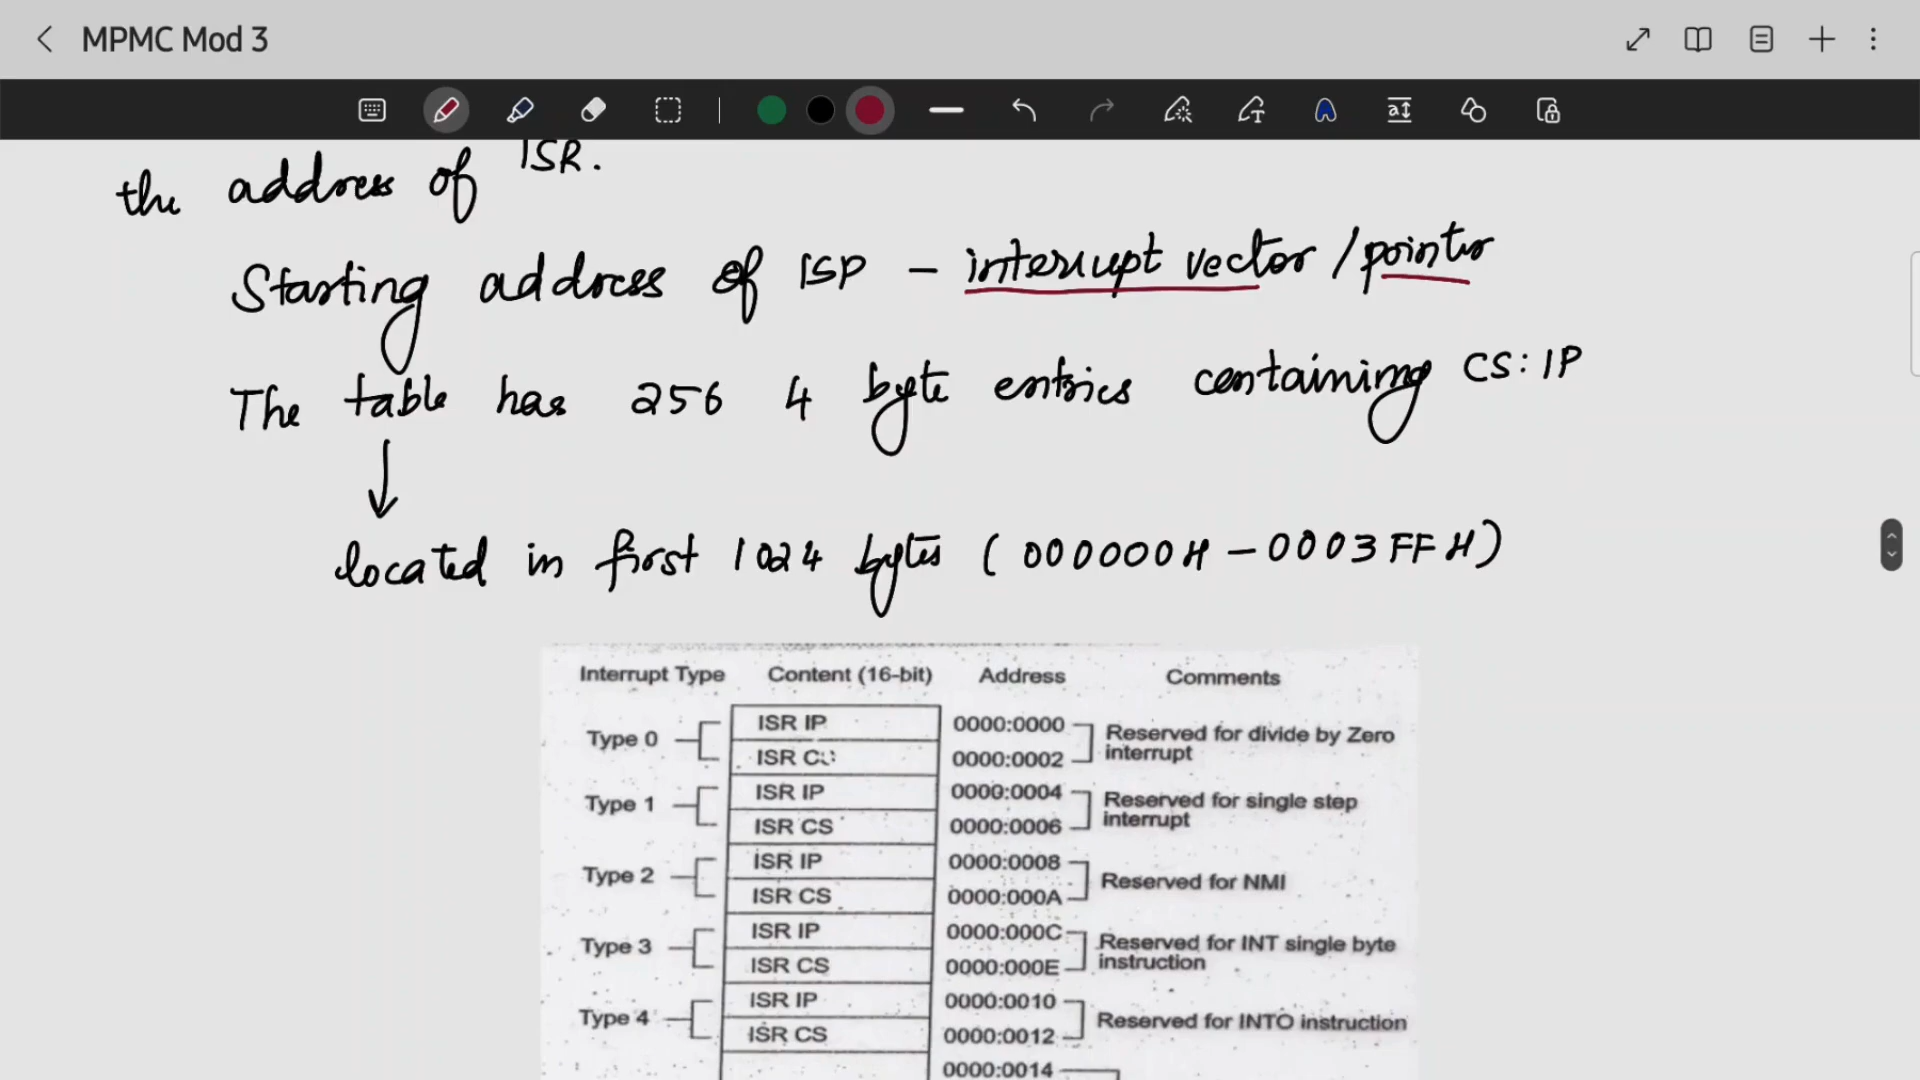 MPMC Mod 3
the address of ISR.
Starting address of ISP - interrupt vector / pointer
The table has 256 4 byte entries containing CS:IP
located in first 1024 bytes ( 000000H - 0003FFH )
Interrupt Type Content (16-bit) Address Comments
Type 0 ISR IP 0000:0000 Reserved for divide by Zero
ISR CS 0000:0002 interrupt
Type 1 ISR IP 0000:0004 Reserved for single step
ISR CS 0000:0006 interrupt
Type 2 ISR IP 0000:0008 Reserved for NMI
ISR CS 0000:000A
Type 3 ISR IP 0000:000C Reserved for INT single byte
ISR CS 0000:000E instruction
Type 4 ISR IP 0000:0010 Reserved for INTO instruction
ISR CS 0000:0012
0000:0014